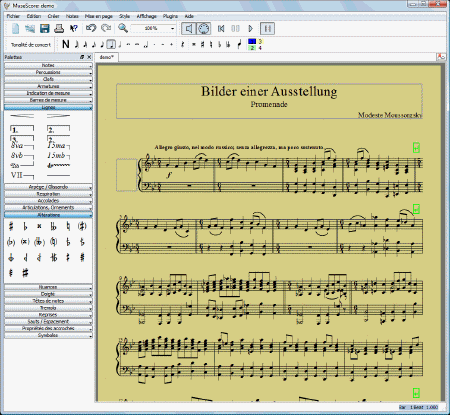 MuseScore: demo
Fichier Édition Créer Notes Mise en page Style Affichage Plugins Aide
100%
Tonalité de concert
N
1 3
2 4
Palettes
demo*
Notes
Percussions
Clefs
Armatures
Indication de mesure
Barres de mesure
Lignes
1. 2.
8va 15ma
8vb 15mb
VII
Arpège / Glissando
Respiration
Accolades
Articulations, Ornements
Altérations
Nuances
Doigté
Têtes de notes
Tremolo
Reprises
Sauts / Espacement
Propriétés des accroches
Symboles
Bilder einer Ausstellung
Promenade
Modeste Moussorgsky
Allegro giusto, nel modo russico; senza allegrezza, ma poco sostenuto.
f
Bar 1 Beat 1.000